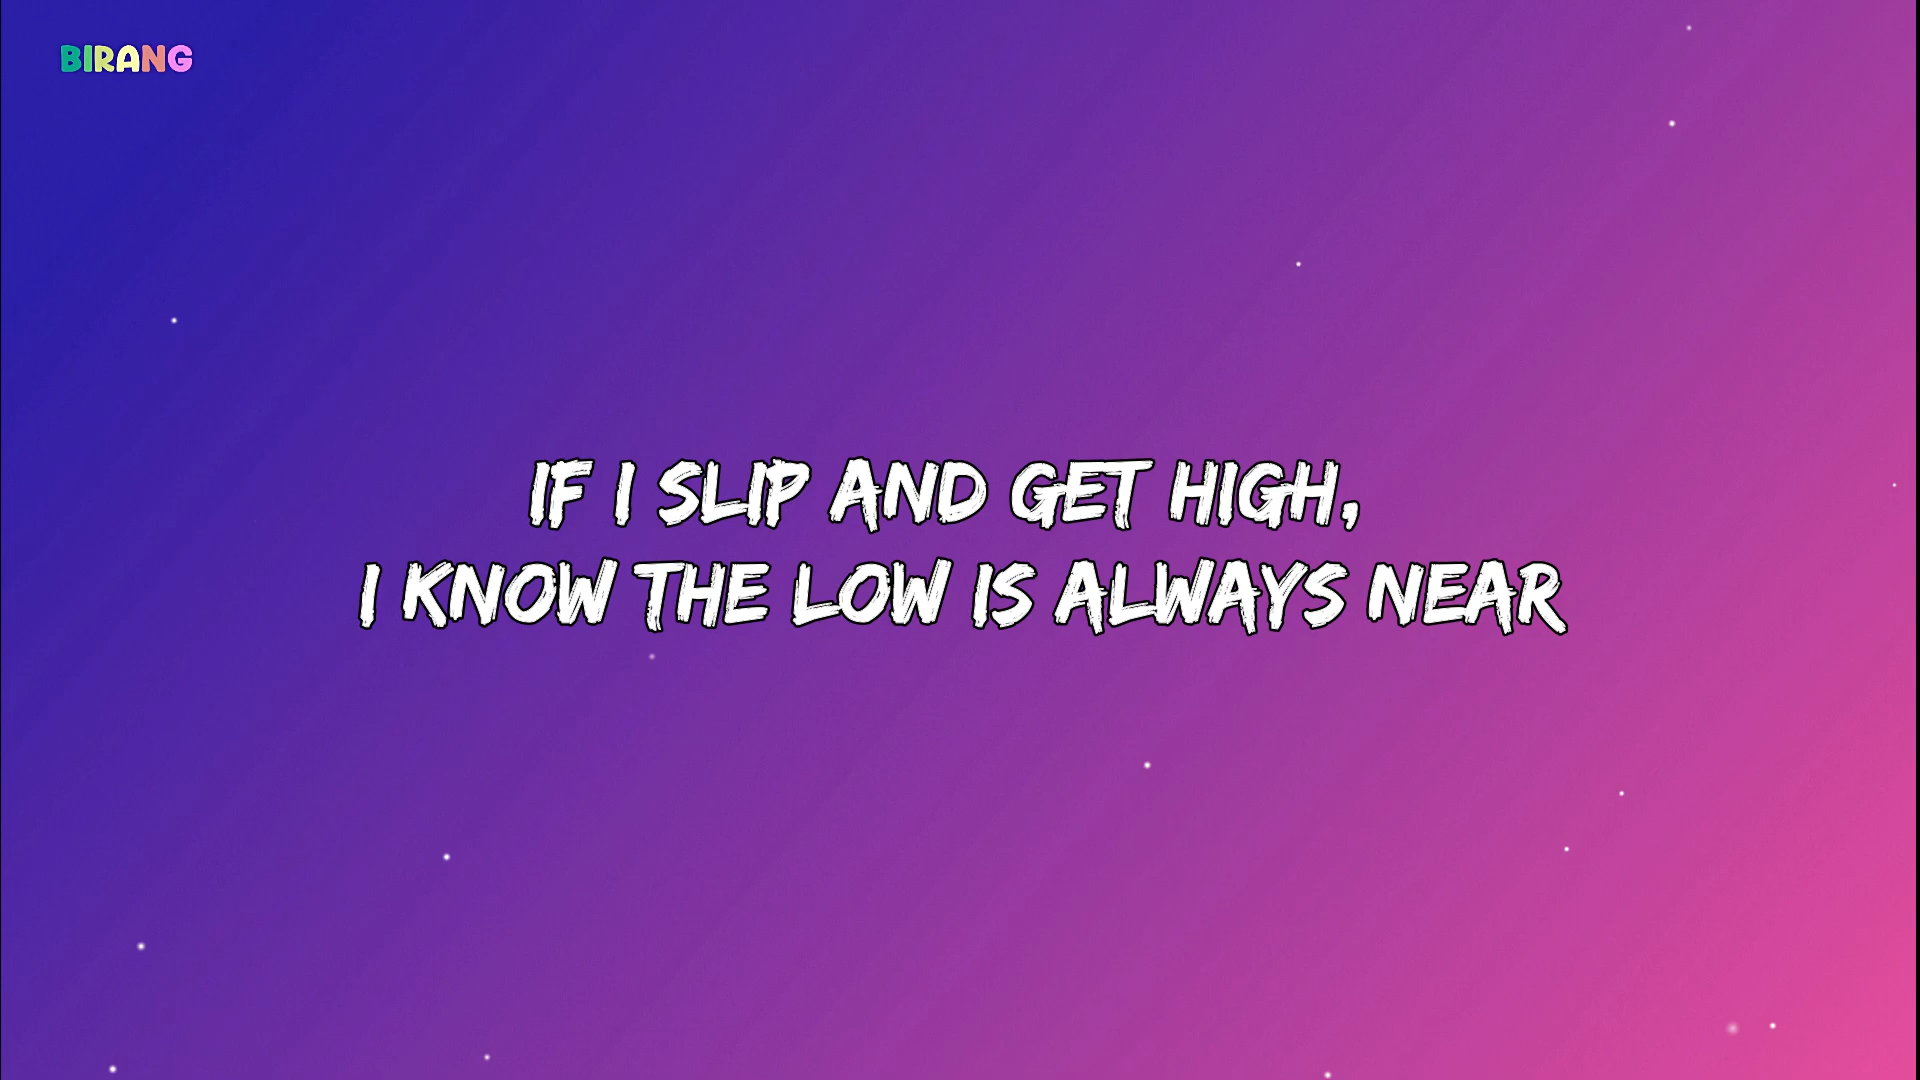 BIRANG
IF I SLIP AND GET HIGH,
I KNOW THE LOW IS ALWAYS NEAR